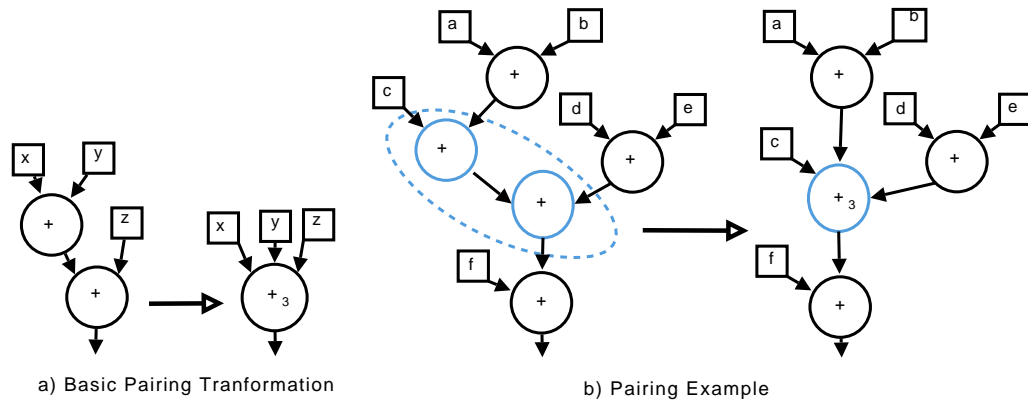 x
y
+
z
+
x
y
z
+ 3
a) Basic Pairing Tranformation
a
b
+
c
+
d
e
+
+
f
+
a
b
+
c
d
e
+
+ 3
f
+
b) Pairing Example